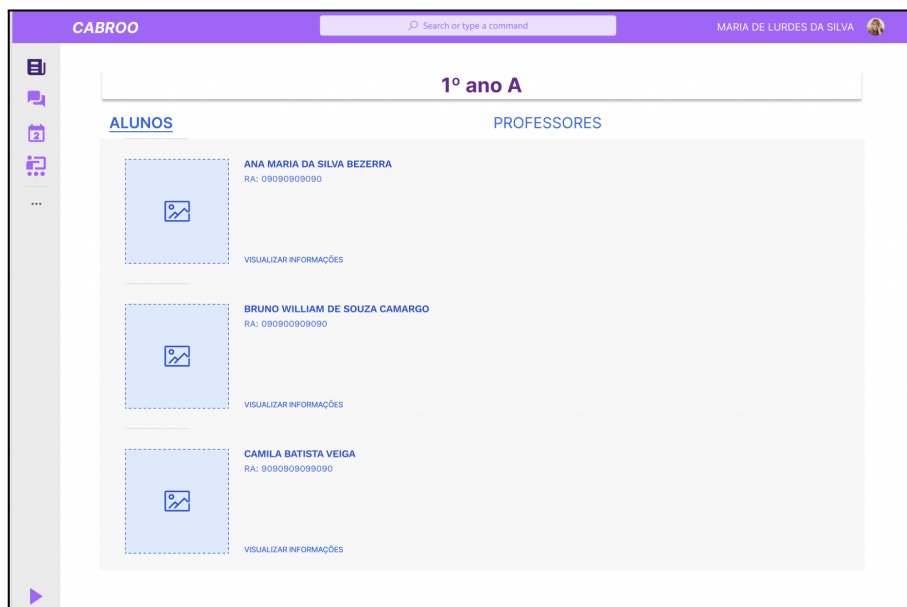 CABROO
Search or type a command
MARIA DE LURDES DA SILVA
1º ano A
ALUNOS
PROFESSORES
2
ANA MARIA DA SILVA BEZERRA
RA: 09090909090
VISUALIZAR INFORMAÇÕES
BRUNO WILLIAM DE SOUZA CAMARGO
RA: 090900909090
VISUALIZAR INFORMAÇÕES
CAMILA BATISTA VEIGA
RA: 9090909099090
VISUALIZAR INFORMAÇÕES